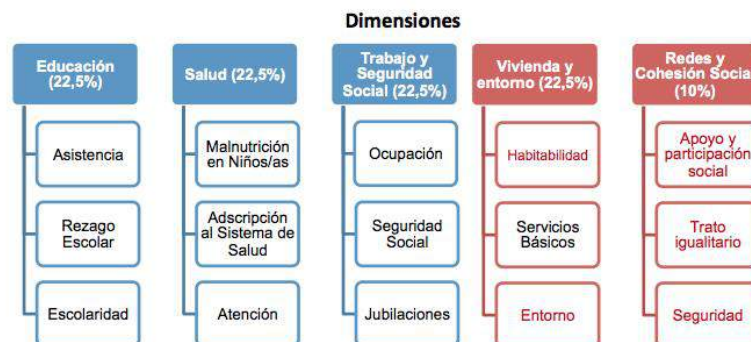 Dimensiones
Educación
(22,5%)
Asistencia
Rezago
Escolar
Escolaridad
Salud (22,5%)
Malnutrición
en Niños/as
Adscripción
al Sistema de
Salud
Atención
Trabajo y
Seguridad
Social (22,5%)
Ocupación
Seguridad
Social
Jubilaciones
Vivienda y
entorno (22,5%)
Habitabilidad
Servicios
Básicos
Entorno
Redes y
Cohesión Social
(10%)
Apoyo y
participación
social
Trato
igualitario
Seguridad